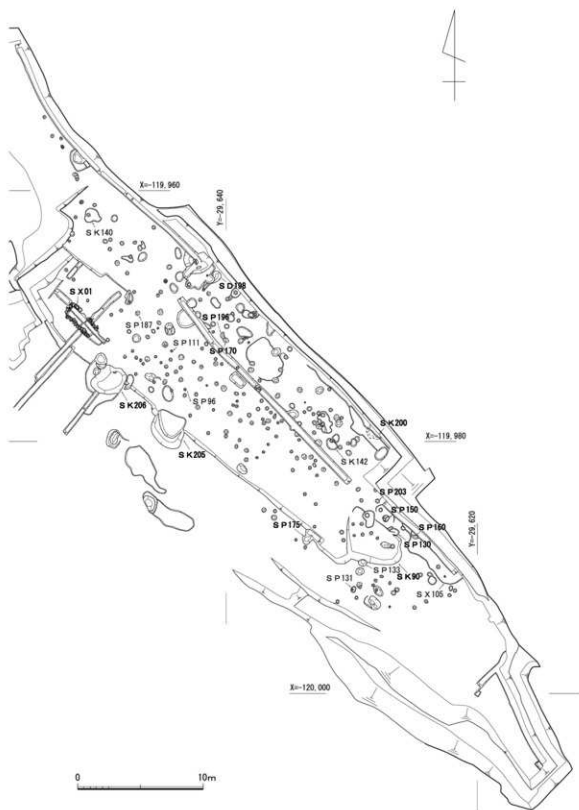 X=-119,960
Y=-29,640
SK140
SD198
SX01
SP196
SP187
SP170
SP111
SP96
SK206
SK200
X=-119,980
SK205
SK142
SP203
SP150
SP160
Y=-29,620
SP175
SP130
SP133
SK90
SP131
SX105
X=-120,000
0 10m